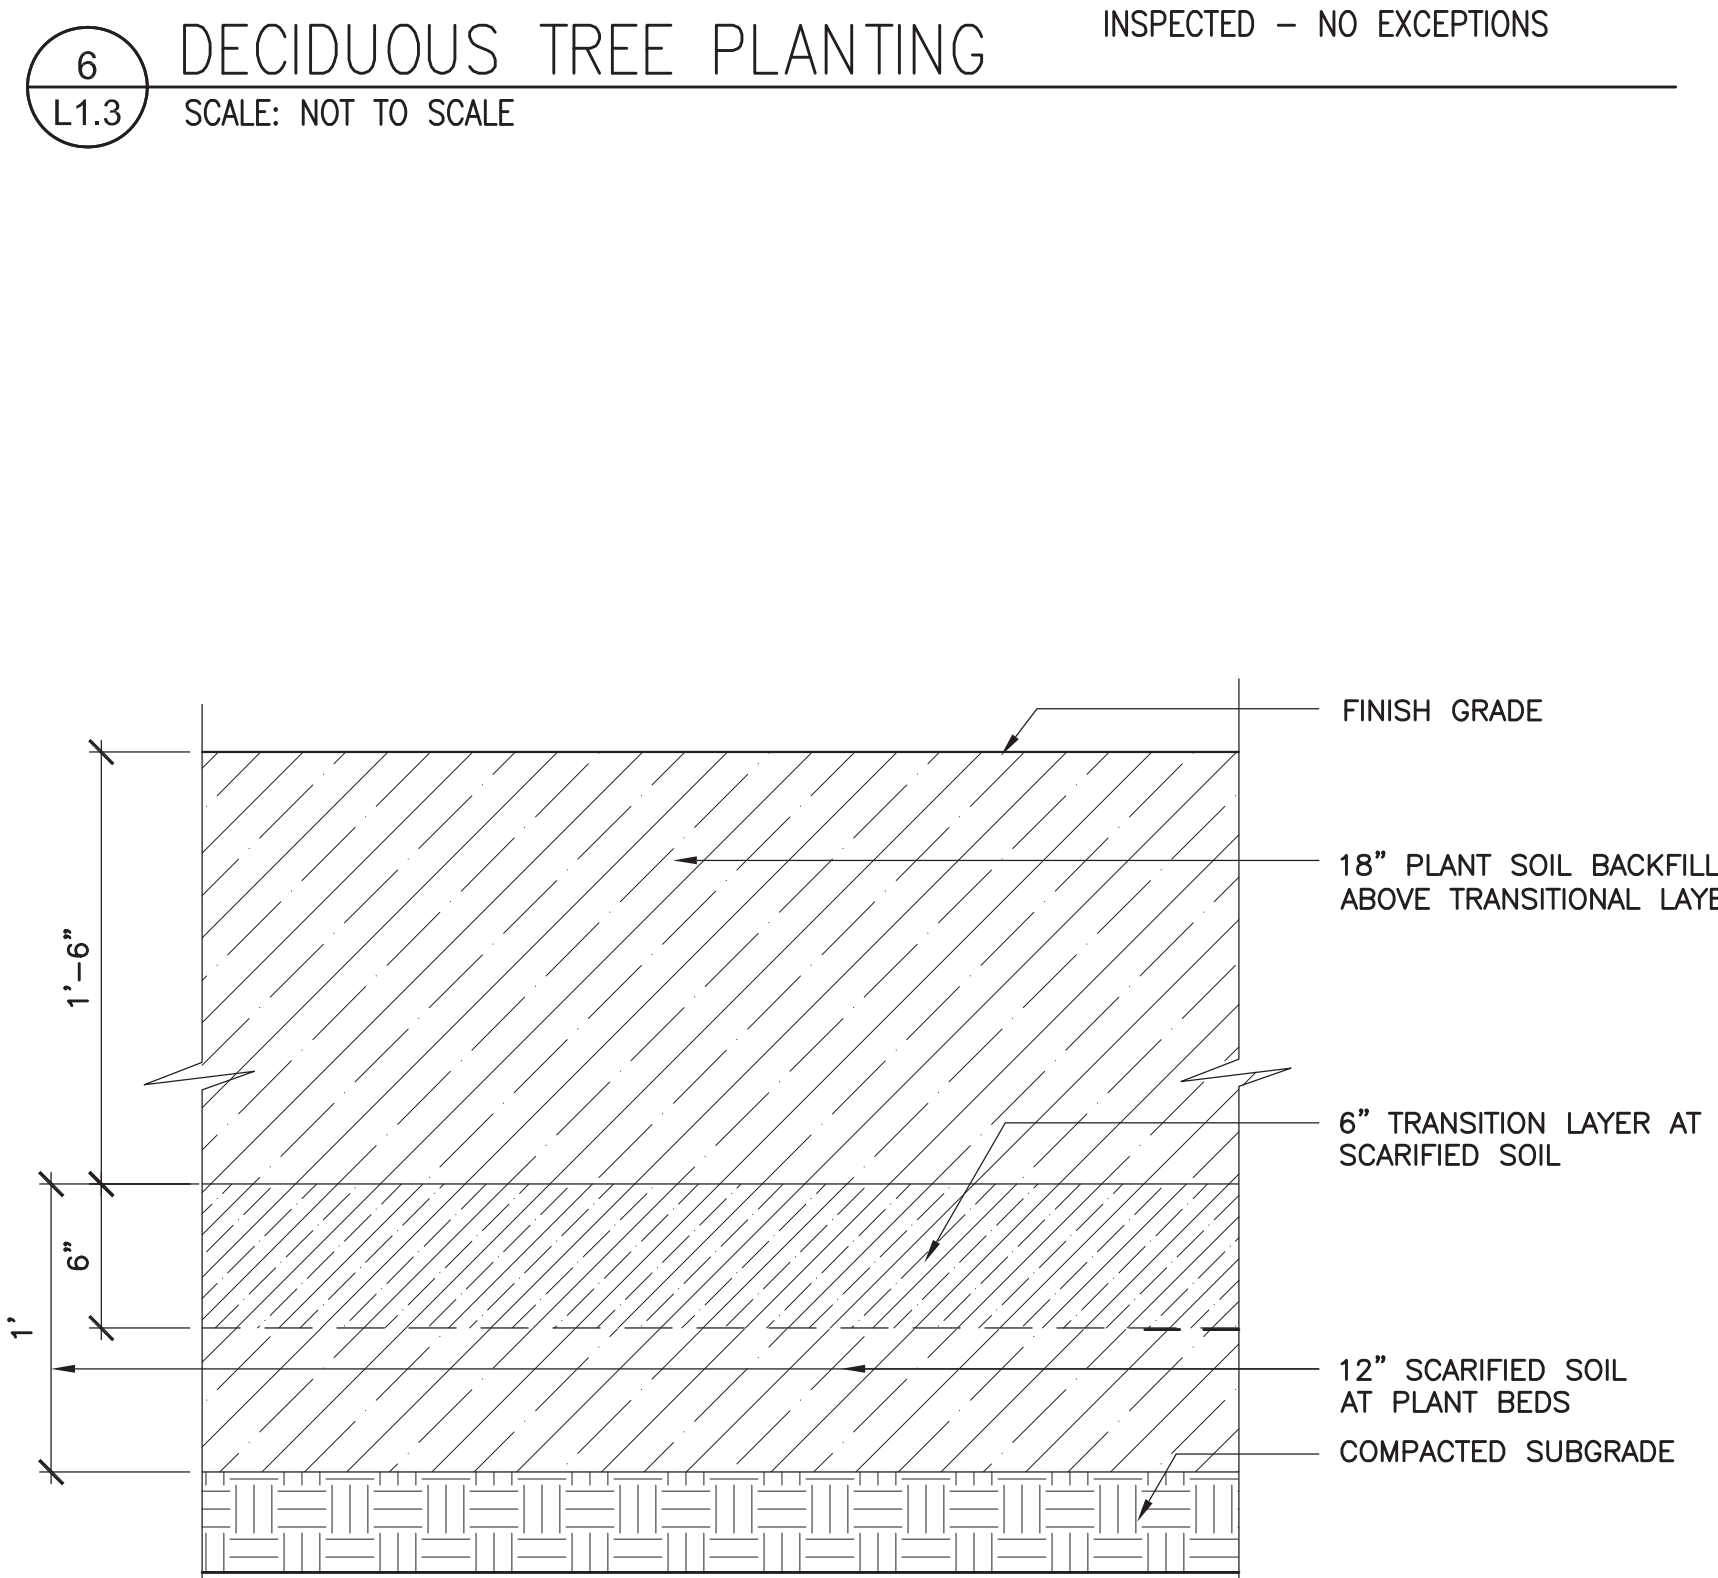 DECIDUOUS TREE PLANTING
INSPECTED – NO EXCEPTIONS
6
L1.3
SCALE: NOT TO SCALE
FINISH GRADE
18" PLANT SOIL BACKFILL
ABOVE TRANSITIONAL
1'–6"
6" TRANSITION LAYER AT
SCARIFIED SOIL
6"
1'
12" SCARIFIED SOIL
AT PLANT BEDS
COMPACTED SUBGRADE